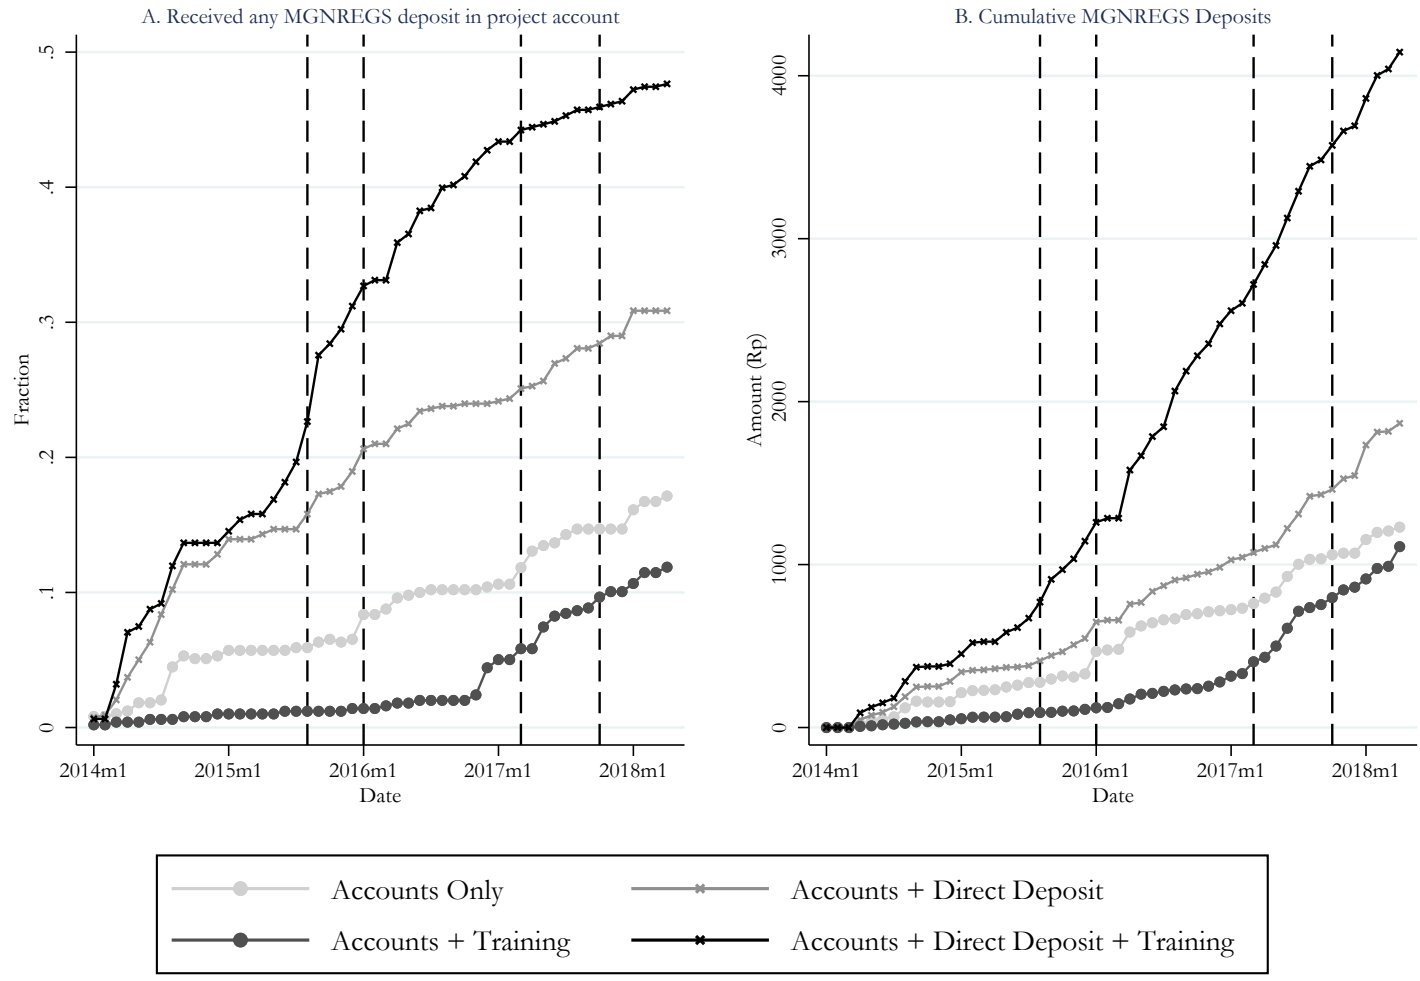 A. Received any MGNREGS deposit in project account
.5
.4
.3
.2
.1
0
Fraction
2014m1 2015m1 2016m1 2017m1 2018m1
Date
B. Cumulative MGNREGS Deposits
4000
3000
2000
1000
0
Amount (Rp)
2014m1 2015m1 2016m1 2017m1 2018m1
Date
Accounts Only
Accounts + Direct Deposit
Accounts + Training
Accounts + Direct Deposit + Training